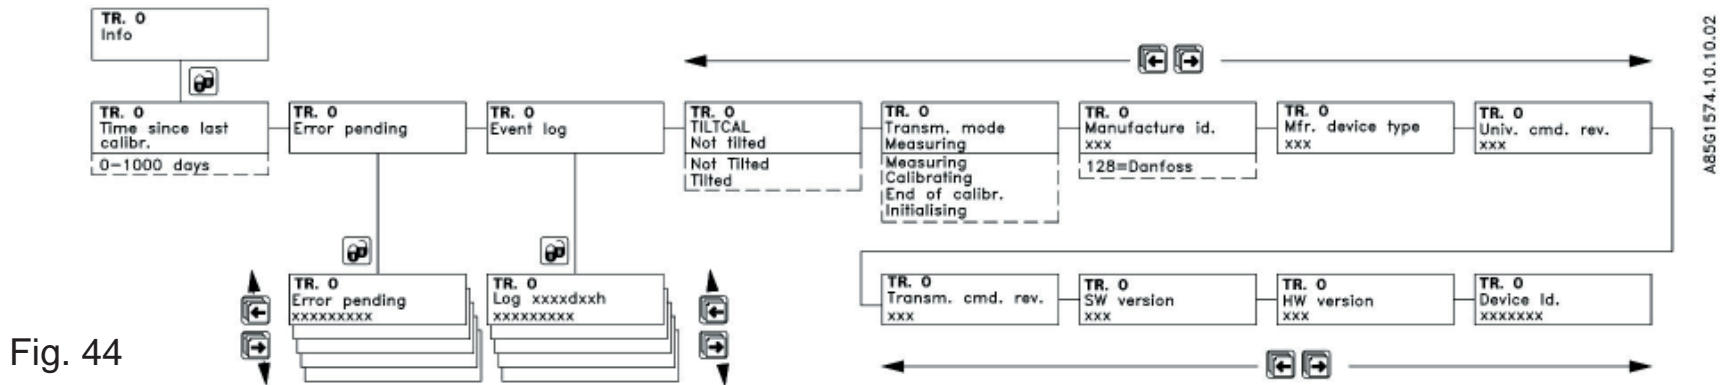 TR. 0
Info
TR. 0
Time since last
calibr.
0-1000 days
TR. 0
Error pending
TR. 0
Event log
TR. 0
TILTCAL
Not tilted
Not Tilted
Tilted
TR. 0
Transm. mode
Measuring
Measuring
Calibrating
End of calibr.
Initialising
TR. 0
Manufacture id.
xxx
128=Danfoss
TR. 0
Mfr. device type
xxx
TR. 0
Univ. cmd. rev.
xxx
TR. 0
Error pending
xxxxxxxxx
TR. 0
Log xxxxdxxh
xxxxxxxxx
TR. 0
Transm. cmd. rev.
xxx
TR. 0
SW version
xxx
TR. 0
HW version
xxx
TR. 0
Device Id.
xxxxxxx
A85G1574.10.10.02
Fig. 44